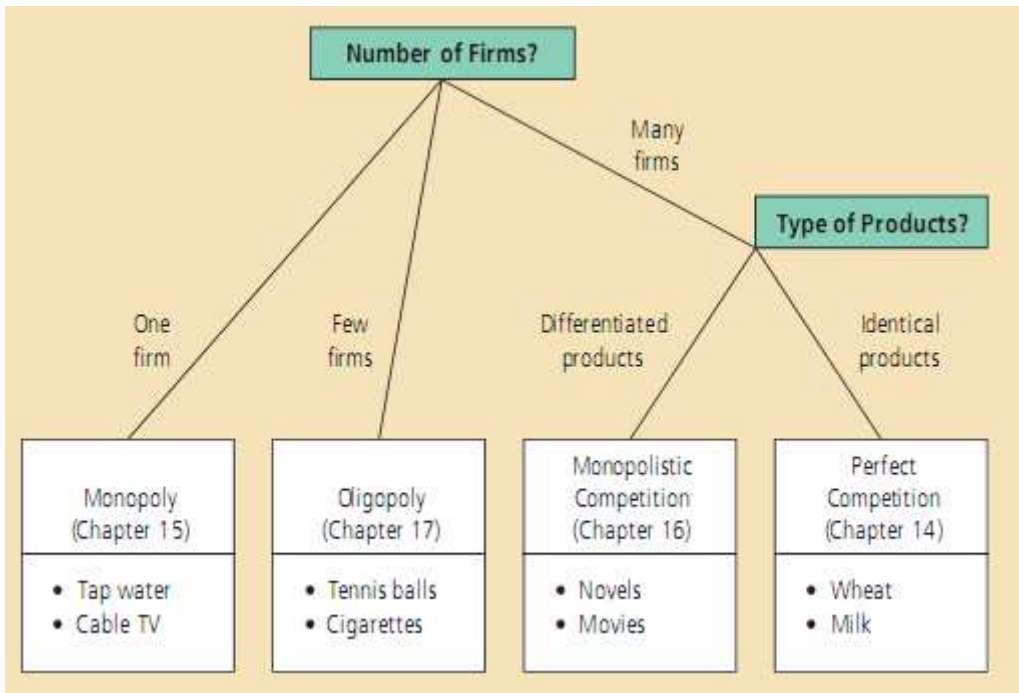 Number of Firms?
Many
firms
Type of Products?
One
firm
Few
firms
Differentiated
products
Identical
products
Monopoly
(Chapter 15)
• Tap water
• Cable TV
Oligopoly
(Chapter 17)
• Tennis balls
• Cigarettes
Monopolistic
Competition
(Chapter 16)
• Novels
• Movies
Perfect
Competition
(Chapter 14)
• Wheat
• Milk